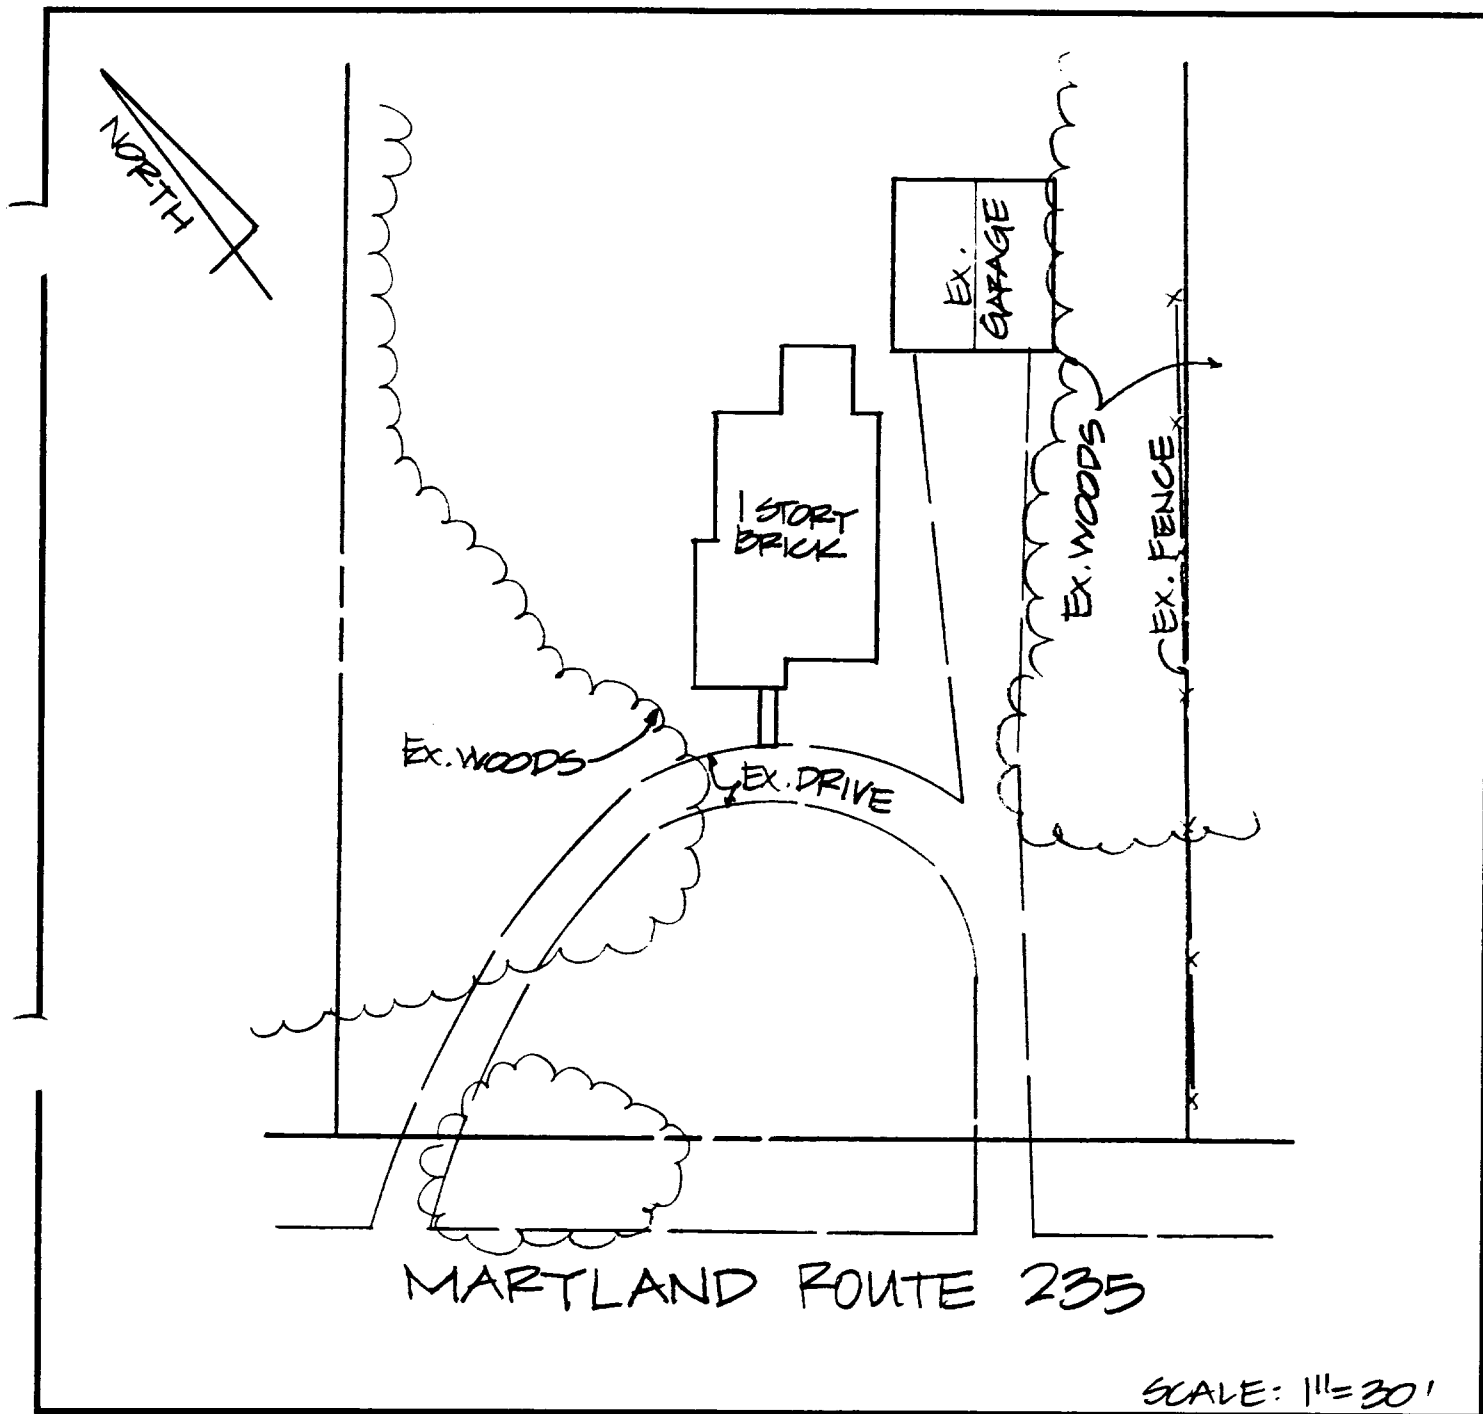 NORTH
EX.
GARAGE
1 STORY
BRICK
EX. WOODS
EX. FENCE
EX. WOODS
EX. DRIVE
MARYLAND ROUTE 235
SCALE: 1"=30'